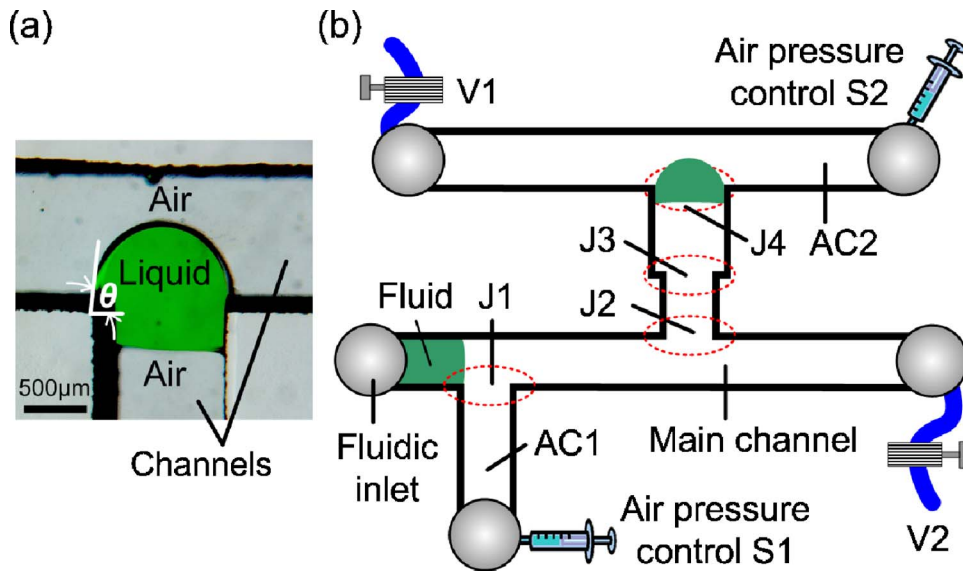 (a)
Air
Liquid
θ
Air
500μm
Channels
(b)
V1
Air pressure
control S2
J3
J4
AC2
Fluid
J1
J2
Fluidic
inlet
AC1
Main channel
Air pressure
control S1
V2